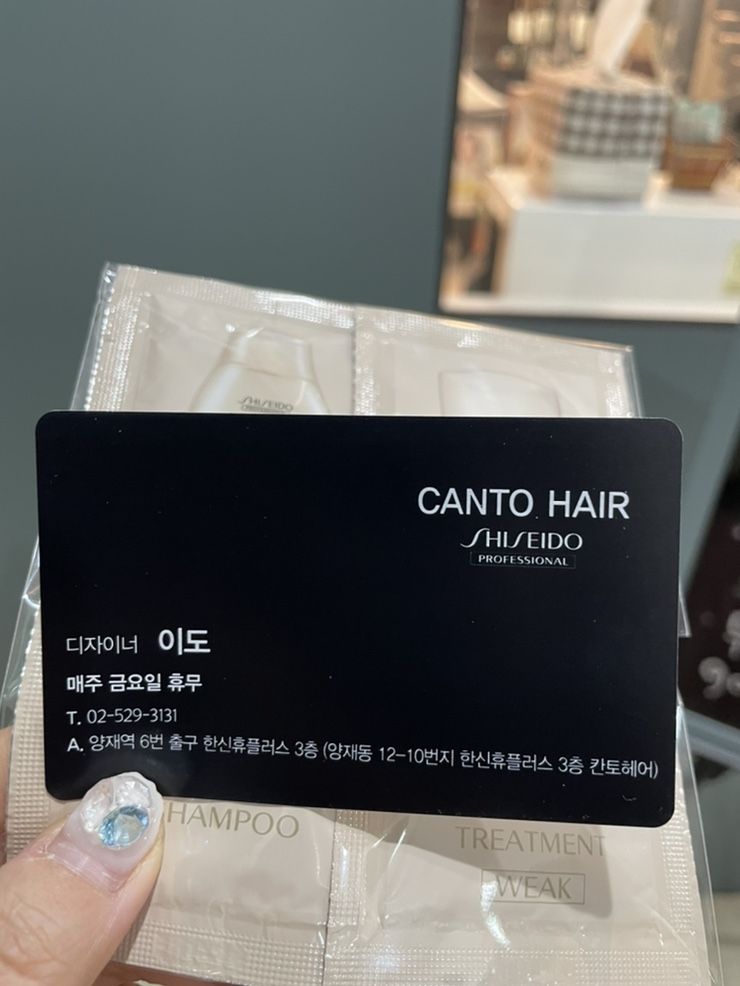 SHISEIDO
CANTO HAIR
SHISEIDO
PROFESSIONAL
디자이너 이도
매주 금요일 휴무
T. 02-529-3131
A. 양재역 6번 출구 한신휴플러스 3층 (양재동 12-10번지 한신휴플러스 3층 칸토헤어)
HAMPOO
TREATMENT
WEAK